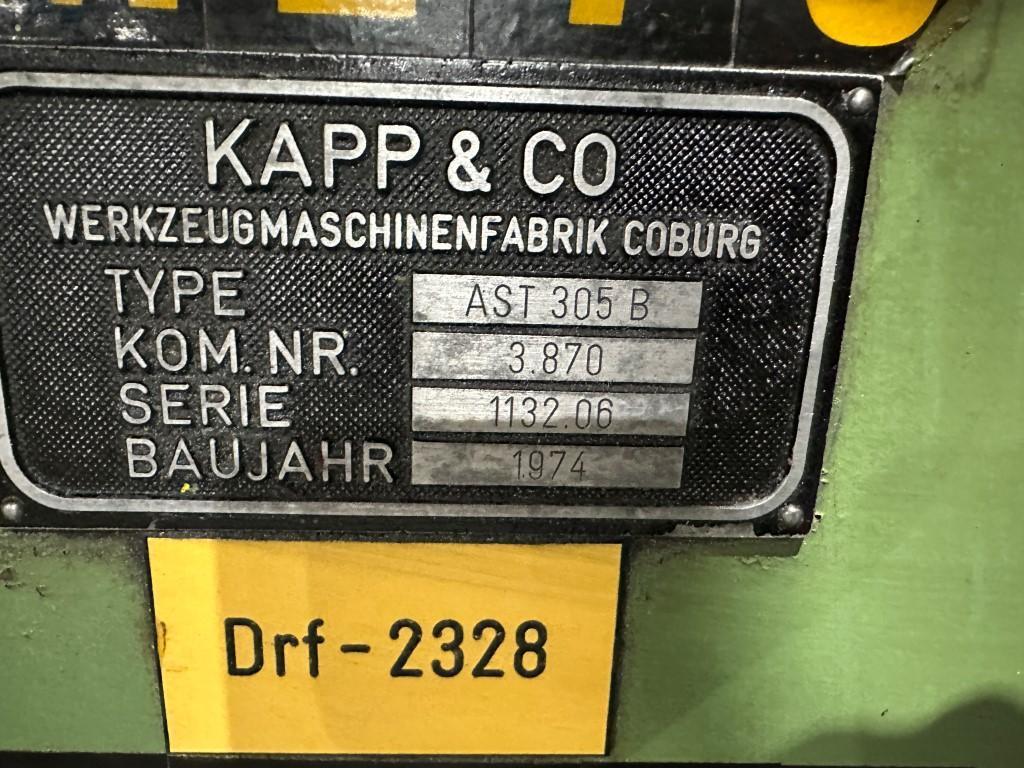 KAPP & CO
WERKZEUGMASCHINENFABRIK COBURG
TYPE AST 305 B
KOM. NR. 3.870
SERIE 1132.06
BAUJAHR 1974
Drf-2328